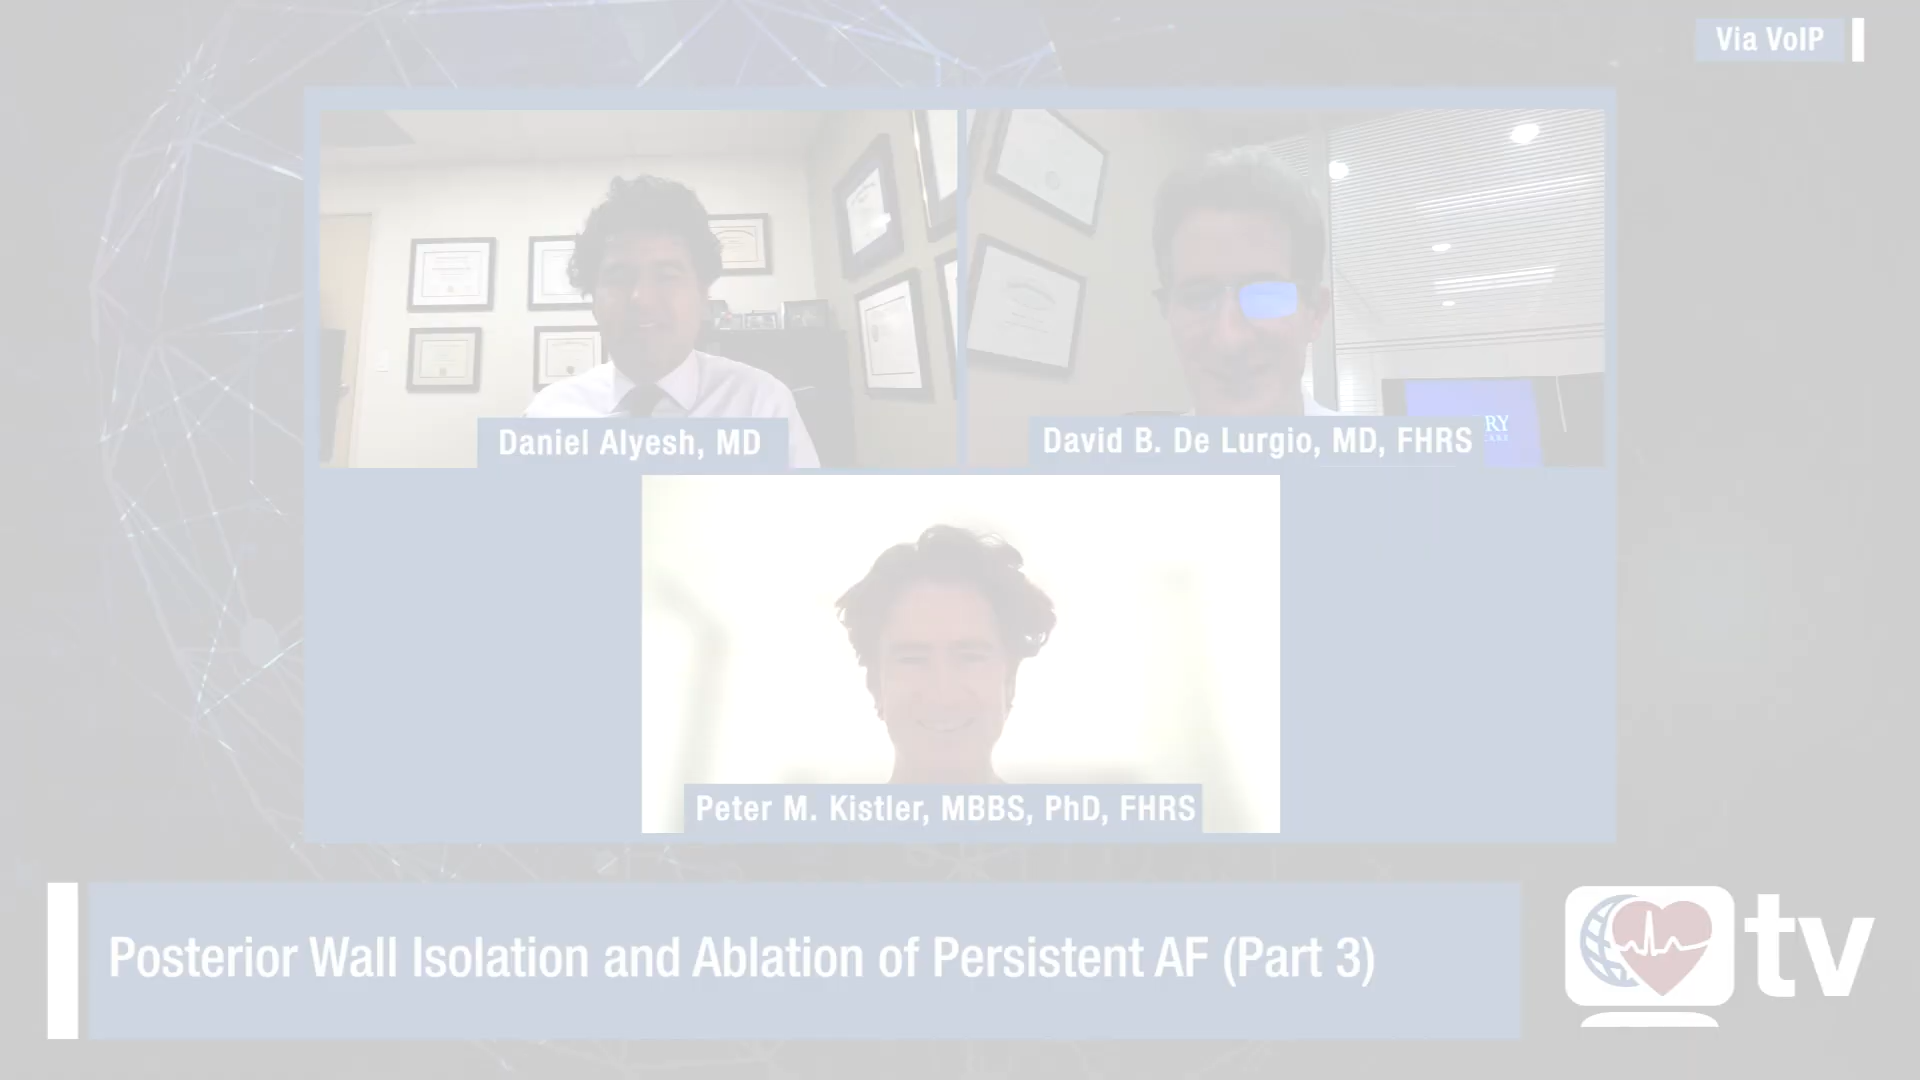 Via VoIP
Daniel Alyesh, MD
David B. De Lurgio, MD, FHRS
RY
Peter M. Kistler, MBBS, PhD, FHRS
Posterior Wall Isolation and Ablation of Persistent AF (Part 3)
tv